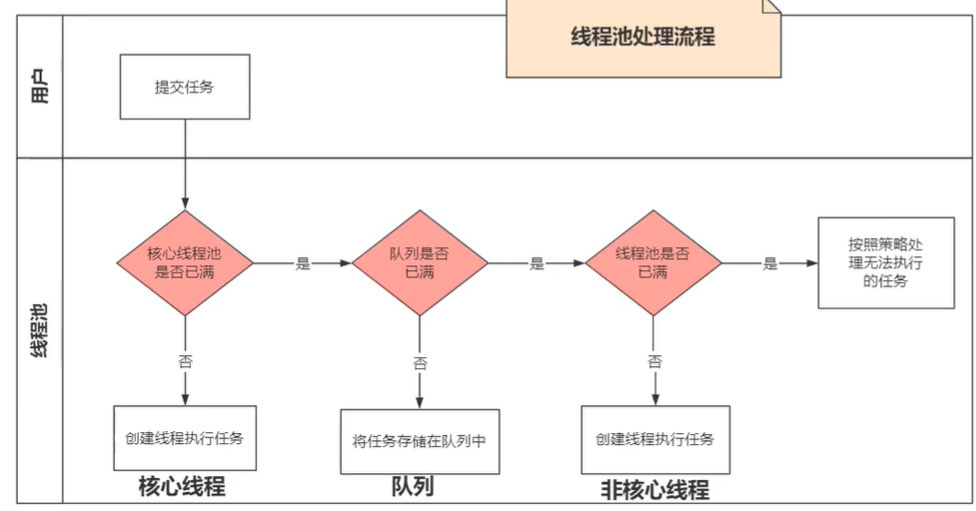 线程池处理流程
用户
提交任务
线程池
核心线程池
是否已满
是
队列是否
已满
是
线程池是否
已满
是
按照策略处
理无法执行
的任务
否
否
否
创建线程执行任务
将任务存储在队列中
创建线程执行任务
核心线程
队列
非核心线程